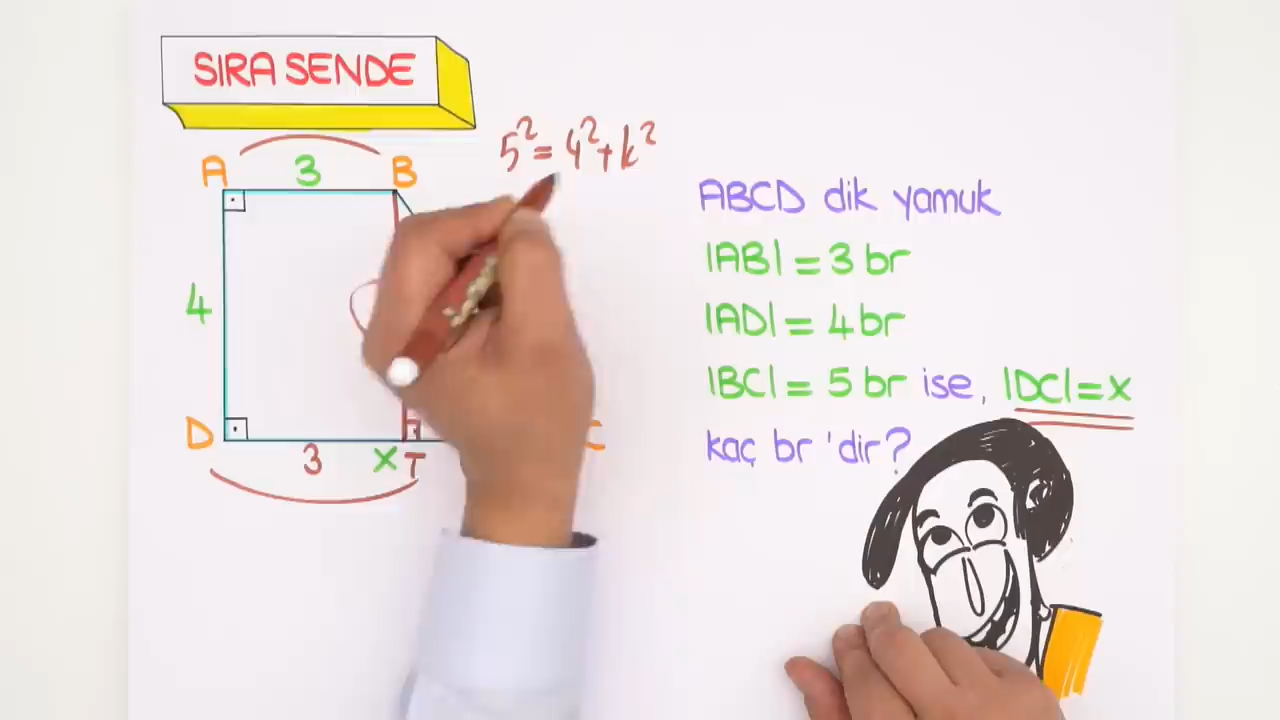 SIRA SENDE
5² = 4² + k²
A 3 B
4
D 3 x T C
ABCD dik yamuk
|AB| = 3 br
|AD| = 4 br
|BC| = 5 br ise, |DC| = x
kaç br 'dir?